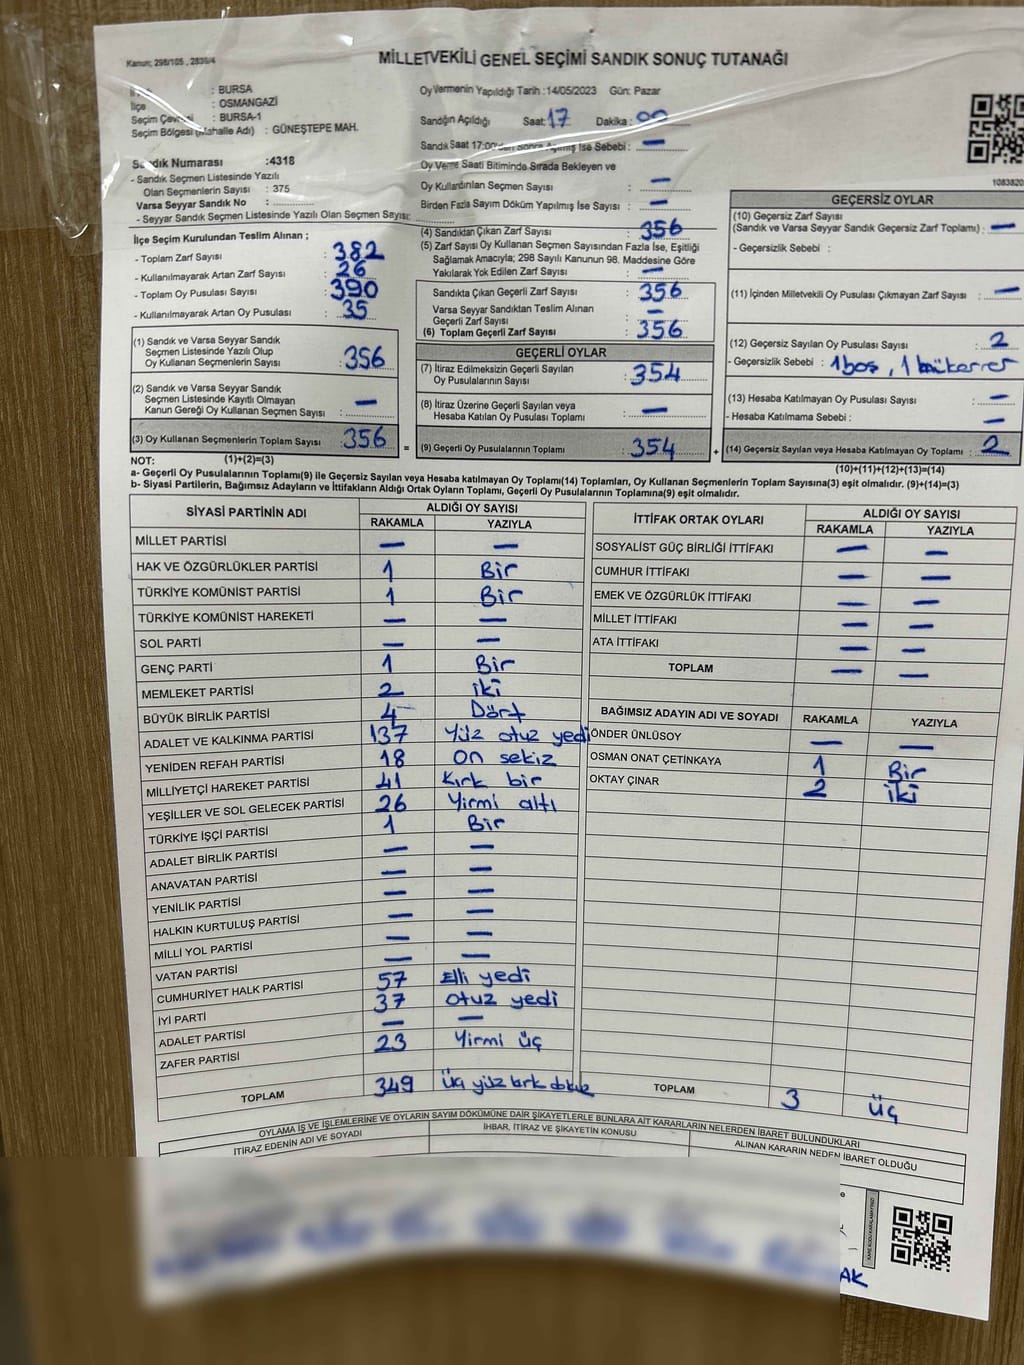 Kanun; 298/105 , 2839/4
MİLLETVEKİLİ GENEL SEÇİMİ SANDIK SONUÇ TUTANAĞI
: BURSA
İlçe : OSMANGAZİ
Seçim Çevresi : BURSA-1
Seçim Bölgesi (Mahalle Adı) : GÜNEŞTEPE MAH.
Sandık Numarası :4318
- Sandık Seçmen Listesinde Yazılı
Olan Seçmenlerin Sayısı : 375
Varsa Seyyar Sandık No :
- Seyyar Sandık Seçmen Listesinde Yazılı Olan Seçmen Sayısı:
Oy Vermenin Yapıldığı Tarih :14/05/2023 Gün: Pazar
Sandığın Açıldığı Saat: 17 Dakika : 00
Sandık Saat 17:00'dan Sonra Açılmış İse Sebebi : —
Oy Verme Saati Bitiminde Sırada Bekleyen ve
Oy Kullandırılan Seçmen Sayısı : —
Birden Fazla Sayım Döküm Yapılmış İse Sayısı : —
1083820
İlçe Seçim Kurulundan Teslim Alınan ;
- Toplam Zarf Sayısı : 382
- Kullanılmayarak Artan Zarf Sayısı : 26
- Toplam Oy Pusulası Sayısı : 390
- Kullanılmayarak Artan Oy Pusulası : 35
(4) Sandıktan Çıkan Zarf Sayısı : 356
(5) Zarf Sayısı Oy Kullanan Seçmen Sayısından Fazla İse, Eşitliği
Sağlamak Amacıyla; 298 Sayılı Kanunun 98. Maddesine Göre
Yakılarak Yok Edilen Zarf Sayısı : —
Sandıkta Çıkan Geçerli Zarf Sayısı : 356
Varsa Seyyar Sandıktan Teslim Alınan
Geçerli Zarf Sayısı : —
(6) Toplam Geçerli Zarf Sayısı : 356
GEÇERSİZ OYLAR
(10) Geçersiz Zarf Sayısı
(Sandık ve Varsa Seyyar Sandık Geçersiz Zarf Toplamı) : —
- Geçersizlik Sebebi :
(11) İçinden Milletvekili Oy Pusulası Çıkmayan Zarf Sayısı : —
(12) Geçersiz Sayılan Oy Pusulası Sayısı : 2
- Geçersizlik Sebebi : 1 boş, 1 mükerrer
(13) Hesaba Katılmayan Oy Pusulası Sayısı : —
- Hesaba Katılmama Sebebi : —
(14) Geçersiz Sayılan veya Hesaba Katılmayan Oy Toplamı : 2
(1) Sandık ve Varsa Seyyar Sandık
Seçmen Listesinde Yazılı Olup
Oy Kullanan Seçmenlerin Sayısı : 356
(2) Sandık ve Varsa Seyyar Sandık
Seçmen Listesinde Kayıtlı Olmayan
Kanun Gereği Oy Kullanan Seçmen Sayısı : —
(3) Oy Kullanan Seçmenlerin Toplam Sayısı : 356 =
GEÇERLİ OYLAR
(7) İtiraz Edilmeksizin Geçerli Sayılan
Oy Pusulalarının Sayısı : 354
(8) İtiraz Üzerine Geçerli Sayılan veya
Hesaba Katılan Oy Pusulası Toplamı : —
(9) Geçerli Oy Pusulalarının Toplamı : 354 +
NOT: (1)+(2)=(3) (10)+(11)+(12)+(13)=(14)
a- Geçerli Oy Pusulalarının Toplamı(9) ile Geçersiz Sayılan veya Hesaba katılmayan Oy Toplamı(14) Toplamları, Oy Kullanan Seçmenlerin Toplam Sayısına(3) eşit olmalıdır. (9)+(14)=(3)
b- Siyasi Partilerin, Bağımsız Adayların ve İttifakların Aldığı Ortak Oyların Toplamı, Geçerli Oy Pusulalarının Toplamına(9) eşit olmalıdır.
SİYASİ PARTİNİN ADI ALDIĞI OY SAYISI
RAKAMLA YAZIYLA
MİLLET PARTİSİ — —
HAK VE ÖZGÜRLÜKLER PARTİSİ 1 Bir
TÜRKİYE KOMÜNİST PARTİSİ 1 Bir
TÜRKİYE KOMÜNİST HAREKETİ — —
SOL PARTİ — —
GENÇ PARTİ 1 Bir
MEMLEKET PARTİSİ 2 iki
BÜYÜK BİRLİK PARTİSİ 4 Dört
ADALET VE KALKINMA PARTİSİ 137 Yüz otuz yedi
YENİDEN REFAH PARTİSİ 18 on sekiz
MİLLİYETÇİ HAREKET PARTİSİ 41 Kırk bir
YEŞİLLER VE SOL GELECEK PARTİSİ 26 Yirmi altı
TÜRKİYE İŞÇİ PARTİSİ 1 Bir
ADALET BİRLİK PARTİSİ — —
ANAVATAN PARTİSİ — —
YENİLİK PARTİSİ — —
HALKIN KURTULUŞ PARTİSİ — —
MİLLİ YOL PARTİSİ — —
VATAN PARTİSİ — —
CUMHURİYET HALK PARTİSİ 57 Elli yedi
İYİ PARTİ 37 otuz yedi
ADALET PARTİSİ — —
ZAFER PARTİSİ 23 Yirmi üç
TOPLAM 349 üç yüz kırk dokuz
İTTİFAK ORTAK OYLARI ALDIĞI OY SAYISI
RAKAMLA YAZIYLA
SOSYALİST GÜÇ BİRLİĞİ İTTİFAKI — —
CUMHUR İTTİFAKI — —
EMEK VE ÖZGÜRLÜK İTTİFAKI — —
MİLLET İTTİFAKI — —
ATA İTTİFAKI — —
TOPLAM — —
BAĞIMSIZ ADAYIN ADI VE SOYADI RAKAMLA YAZIYLA
ÖNDER ÜNLÜSOY — —
OSMAN ONAT ÇETİNKAYA 1 Bir
OKTAY ÇINAR 2 iki
TOPLAM 3 üç
OYLAMA İŞ VE İŞLEMLERİNE VE OYLARIN SAYIM DÖKÜMÜNE DAİR ŞİKAYETLERLE BUNLARA AİT KARARLARIN NELERDEN İBARET BULUNDUKLARI
İTİRAZ EDENİN ADI VE SOYADI İHBAR, İTİRAZ VE ŞİKAYETİN KONUSU ALINAN KARARIN NEDEN İBARET OLDUĞU
AK